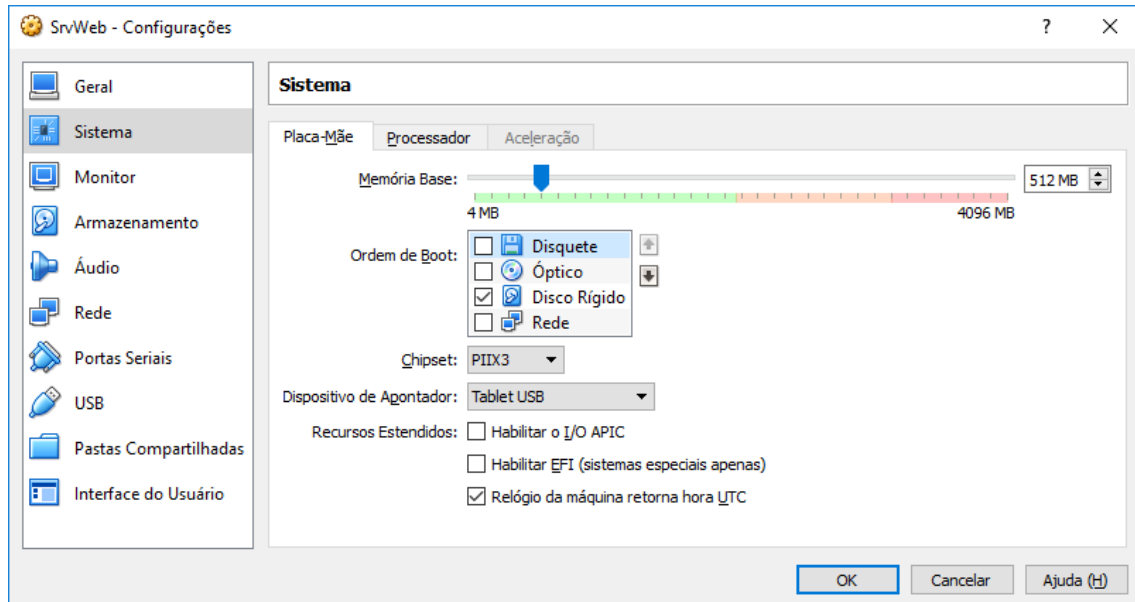 SrvWeb - Configurações
?
Geral
Sistema
Monitor
Armazenamento
Áudio
Rede
Portas Seriais
USB
Pastas Compartilhadas
Interface do Usuário
Sistema
Placa-Mãe Processador Aceleração
Memória Base: 512 MB
4 MB 4096 MB
Ordem de Boot: Disquete
Óptico
Disco Rígido
Rede
Chipset: PIIX3
Dispositivo de Apontador: Tablet USB
Recursos Estendidos: Habilitar o I/O APIC
Habilitar EFI (sistemas especiais apenas)
Relógio da máquina retorna hora UTC
OK Cancelar Ajuda (H)